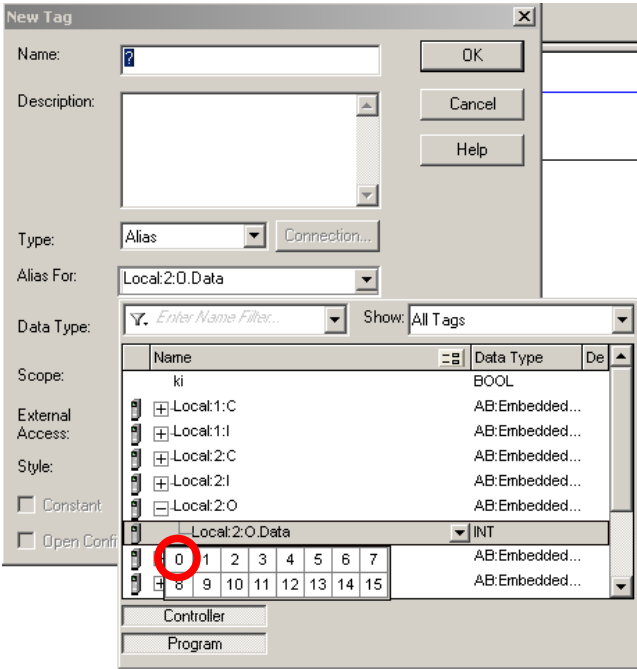 New Tag
Name: ?
OK
Description:
Cancel
Help
Type: Alias Connection...
Alias For: Local:2:O.Data
Data Type: Enter Name Filter... Show: All Tags
Name Data Type De
Scope: ki BOOL
External Access: Local:1:C AB:Embedded...
Local:1:I AB:Embedded...
Style: Local:2:C AB:Embedded...
Local:2:I AB:Embedded...
Constant Local:2:O AB:Embedded...
Open Confi Local:2:O.Data INT
0 1 2 3 4 5 6 7 AB:Embedded...
8 9 10 11 12 13 14 15 AB:Embedded...
Controller
Program